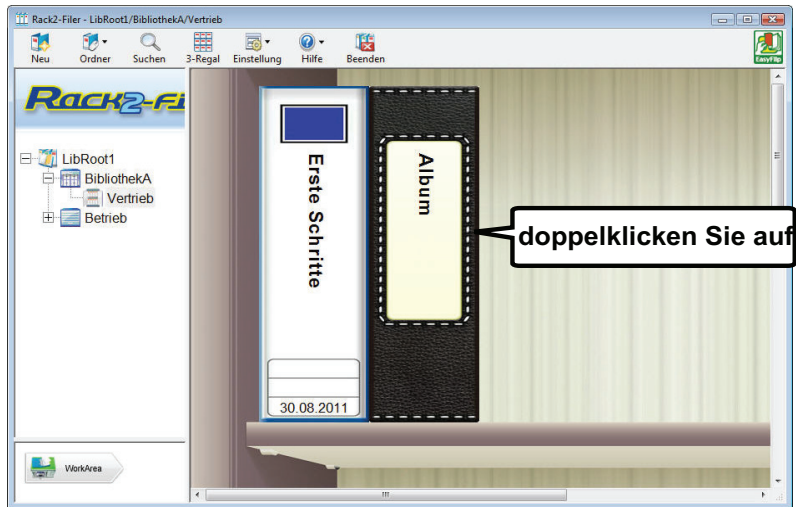 Rack2-Filer - LibRoot1/BibliothekA/Vertrieb
Neu Ordner Suchen 3-Regal Einstellung Hilfe Beenden
EasyFlip
Rack2-Fi
LibRoot1
BibliothekA
Vertrieb
Betrieb
Erste Schritte
30.08.2011
Album
doppelklicken Sie auf
WorkArea